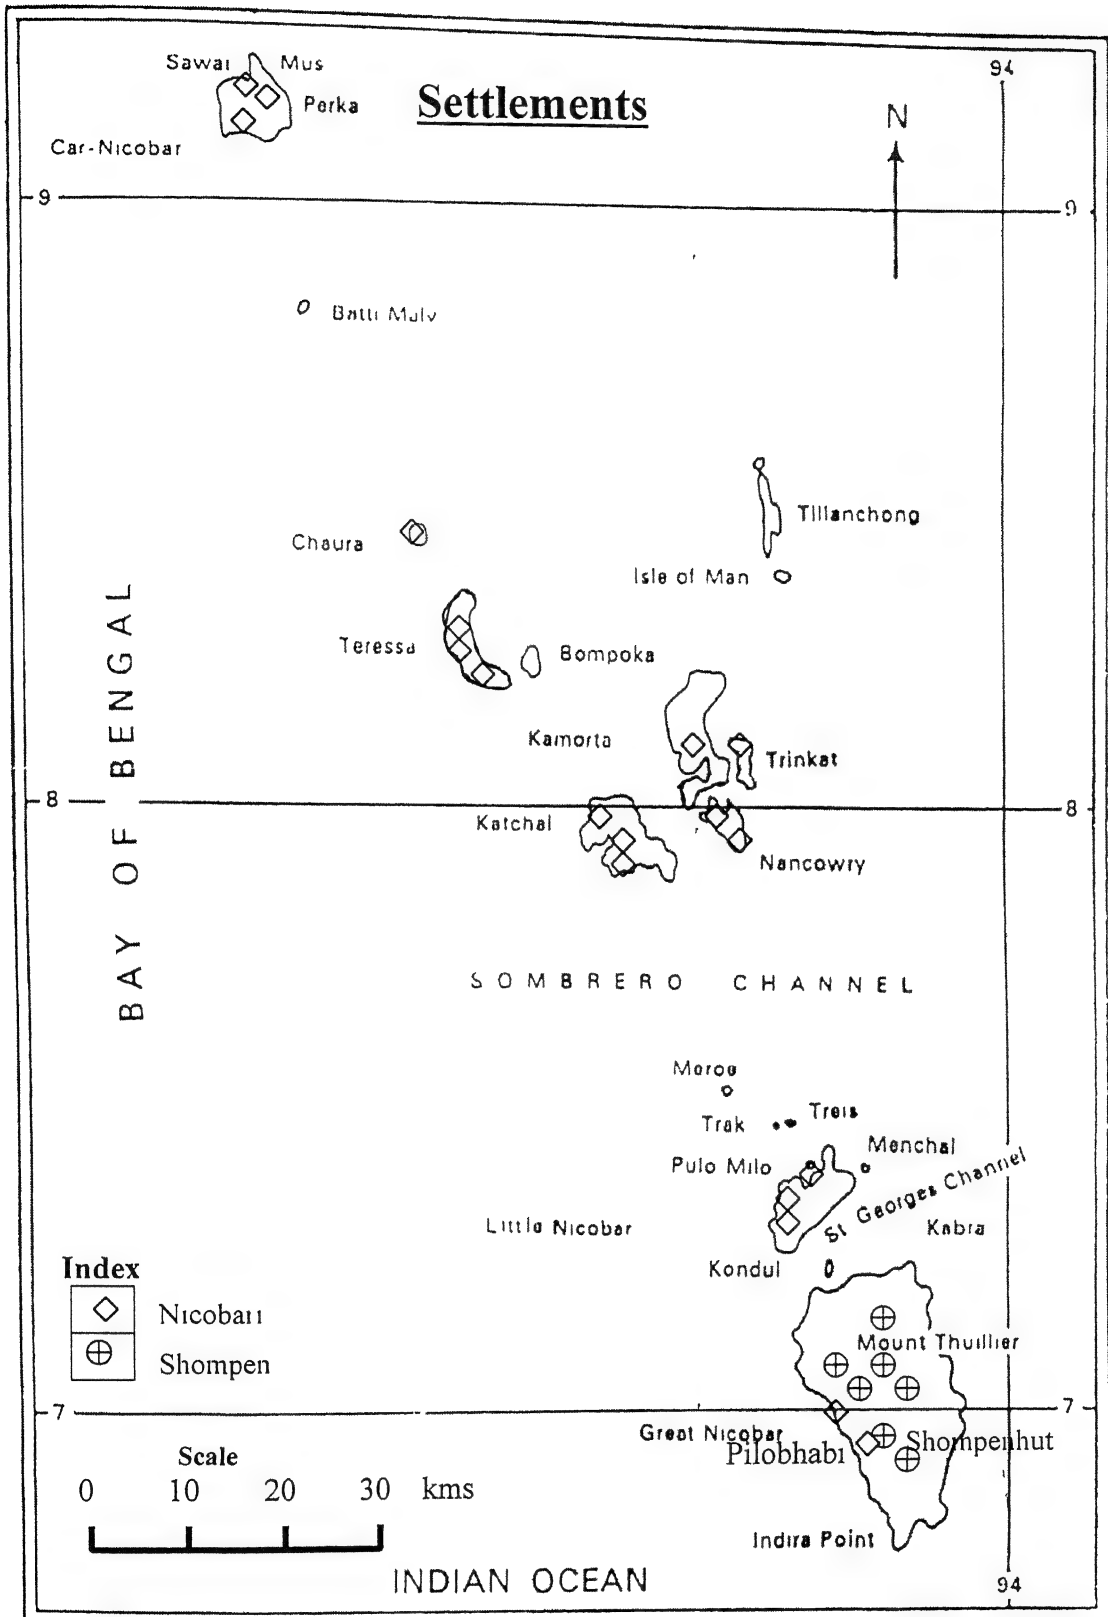 Sawai Mus
Settlements
94
Perka
N
Car-Nicobar
9 9
Batti Malv
Tillanchong
Chaura
Isle of Man
Teressa
Bompoka
Kamorta
Trinkat
BAY OF BENGAL
8 8
Katchal
Nancowry
SOMBRERO CHANNEL
Meroe
Trak Treis
Menchal
Pulo Milo
St Georges Channel
Little Nicobar
Kabra
Kondul
Index
Nicobari
Mount Thuillier
Shompen
7 7
Great Nicobar
Pilobhabi
Shompenhut
Scale
0 10 20 30 kms
Indira Point
INDIAN OCEAN
94